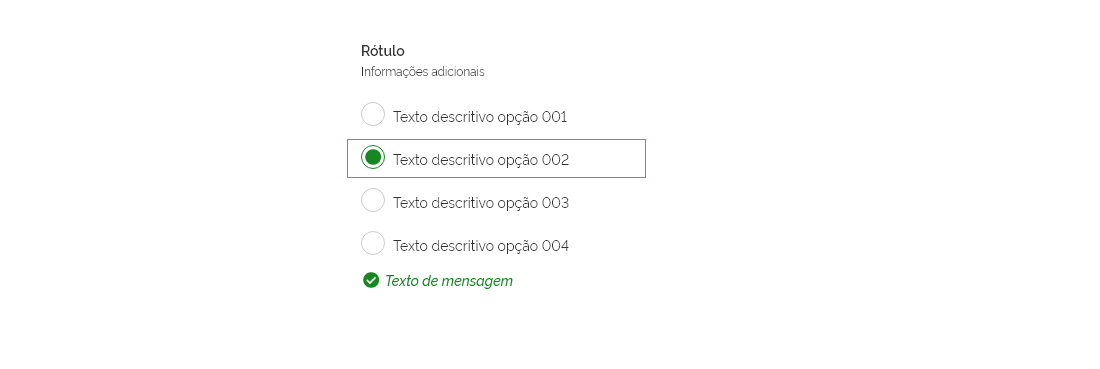 Rótulo
Informações adicionais
Texto descritivo opção 001
Texto descritivo opção 002
Texto descritivo opção 003
Texto descritivo opção 004
Texto de mensagem